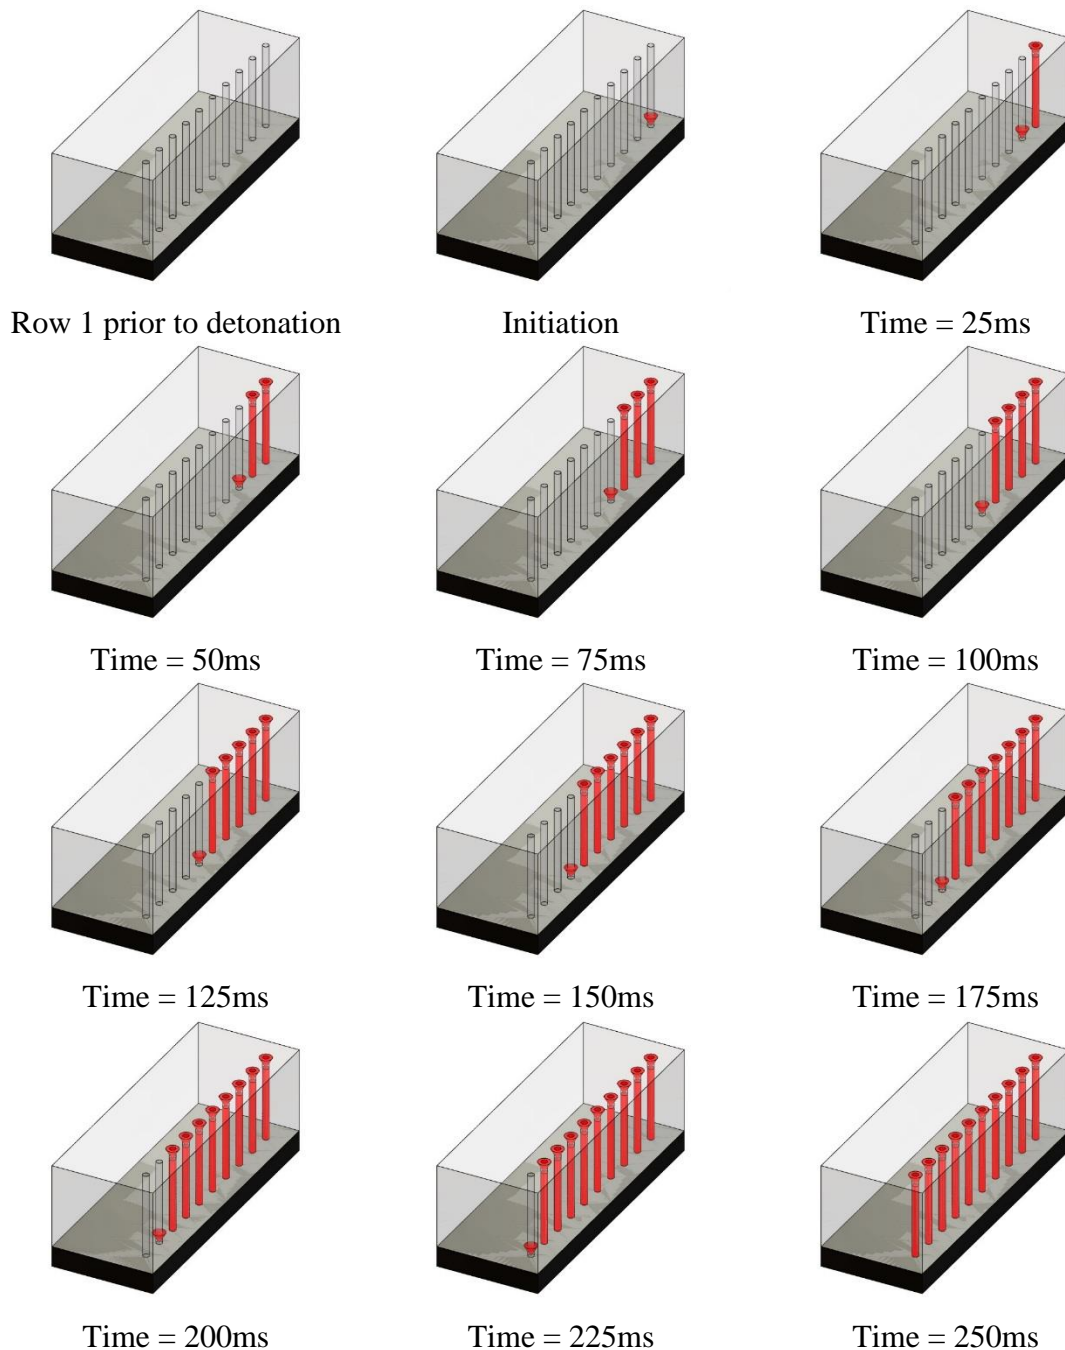 Row 1 prior to detonation
Initiation
Time = 25ms
Time = 50ms
Time = 75ms
Time = 100ms
Time = 125ms
Time = 150ms
Time = 175ms
Time = 200ms
Time = 225ms
Time = 250ms